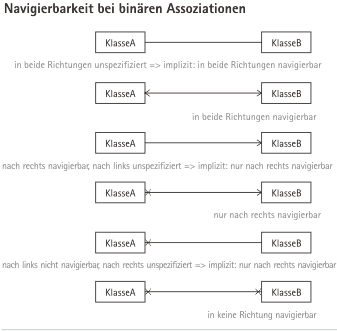 Navigierbarkeit bei binären Assoziationen
KlasseA KlasseB
in beide Richtungen unspezifiziert => implizit: in beide Richtungen navigierbar
KlasseA KlasseB
in beide Richtungen navigierbar
KlasseA KlasseB
nach rechts navigierbar, nach links unspezifiziert => implizit: nur nach rechts navigierbar
KlasseA KlasseB
nur nach rechts navigierbar
KlasseA KlasseB
nach links nicht navigierbar, nach rechts unspezifiziert => implizit: nur nach rechts navigierbar
KlasseA KlasseB
in keine Richtung navigierbar